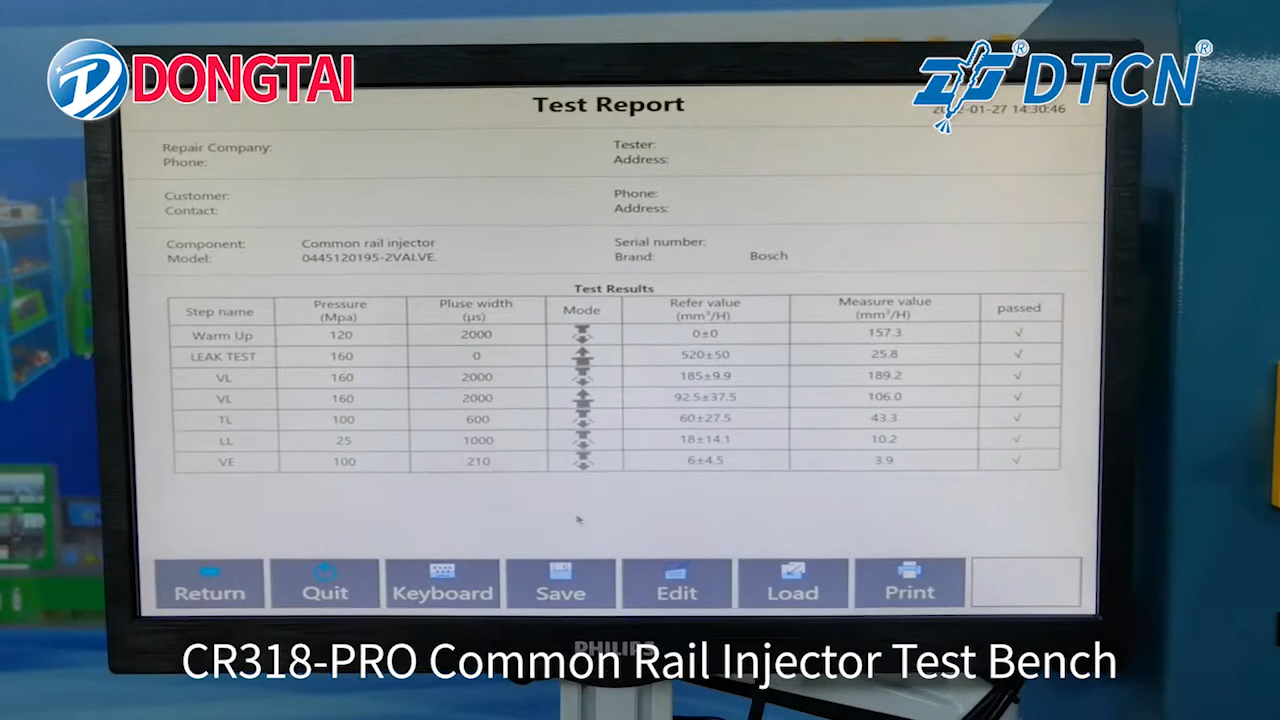 DONGTAI
DTCN
Test Report
-01-27 14:30:46
Repair Company:
Phone:
Tester:
Address:
Customer:
Contact:
Phone:
Address:
Component: Common rail injector
Model: 0445120195-2VALVE.
Serial number:
Brand: Bosch
Test Results
Step name Pressure (Mpa) Pluse width (μs) Mode Refer value (mm³/H) Measure value (mm³/H) passed
Warm Up 120 2000 0±0 157.3 √
LEAK TEST 160 0 520±50 25.8 √
VL 160 2000 185±9.9 189.2 √
VL 160 2000 92.5±37.5 106.0 √
TL 100 600 60±27.5 43.3 √
LL 25 1000 18±14.1 10.2 √
VE 100 210 6±4.5 3.9 √
Return Quit Keyboard Save Edit Load Print
PHILIPS
CR318-PRO Common Rail Injector Test Bench